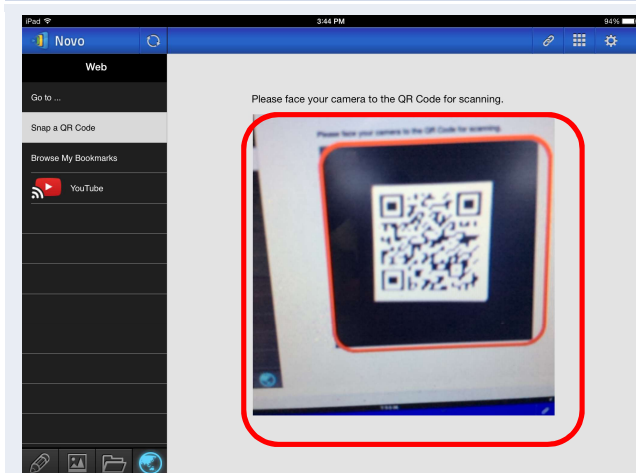 iPad 3:44 PM 94%
Novo
Web
Go to ...
Snap a QR Code
Browse My Bookmarks
YouTube
Please face your camera to the QR Code for scanning.
Please face your camera to the QR Code for scanning.